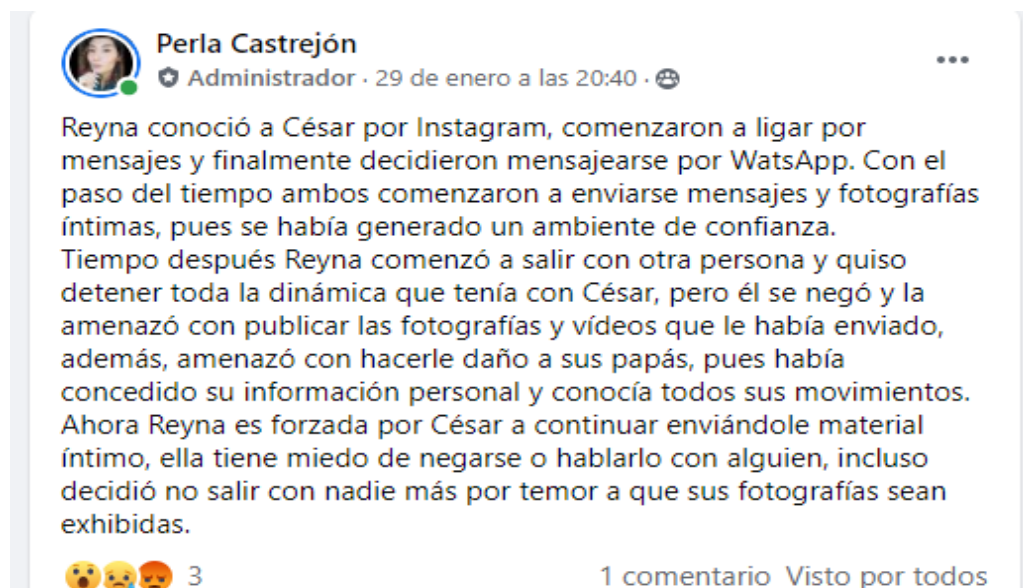 Perla Castrejón
Administrador · 29 de enero a las 20:40 ·
Reyna conoció a César por Instagram, comenzaron a ligar por
mensajes y finalmente decidieron mensajearse por WatsApp. Con el
paso del tiempo ambos comenzaron a enviarse mensajes y fotografías
íntimas, pues se había generado un ambiente de confianza.
Tiempo después Reyna comenzó a salir con otra persona y quiso
detener toda la dinámica que tenía con César, pero él se negó y la
amenazó con publicar las fotografías y vídeos que le había enviado,
además, amenazó con hacerle daño a sus papás, pues había
concedido su información personal y conocía todos sus movimientos.
Ahora Reyna es forzada por César a continuar enviándole material
íntimo, ella tiene miedo de negarse o hablarlo con alguien, incluso
decidió no salir con nadie más por temor a que sus fotografías sean
exhibidas.
3 1 comentario Visto por todos